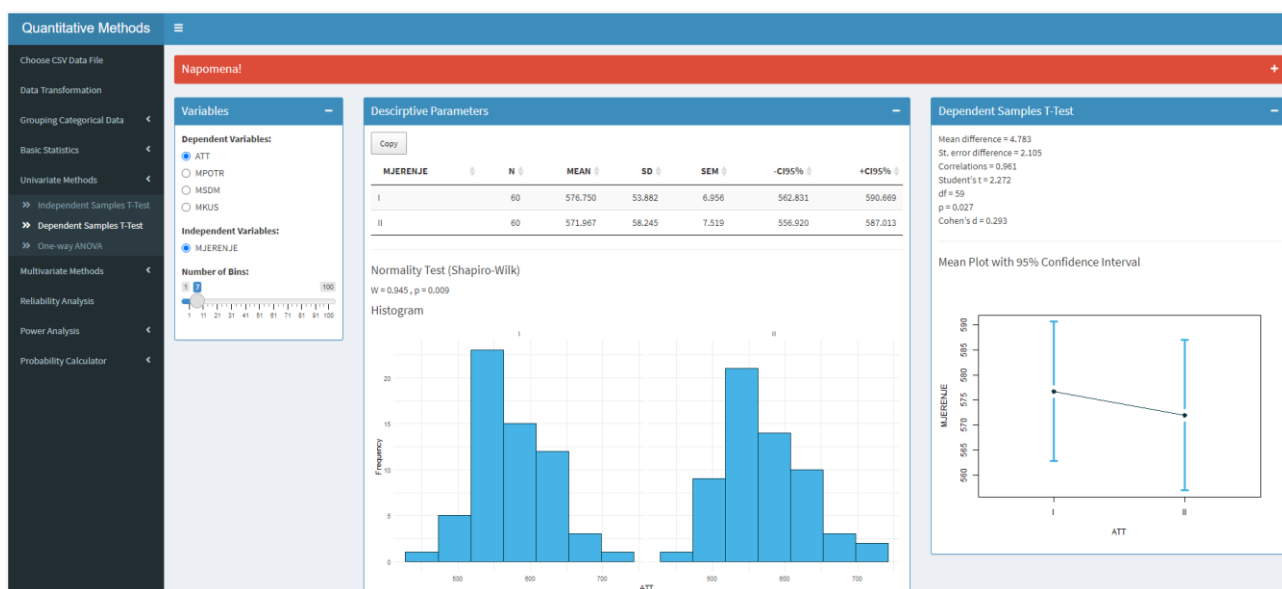 Quantitative Methods
Choose CSV Data File
Data Transformation
Grouping Categorical Data
Basic Statistics
Univariate Methods
Independent Samples T-Test
Dependent Samples T-Test
One-way ANOVA
Multivariate Methods
Reliability Analysis
Power Analysis
Probability Calculator
Napomena!
Variables
Dependent Variables:
ATT
MPOTR
MSDM
MKUS
Independent Variables:
MJERENJE
Number of Bins:
1 7 100
1 11 21 31 41 51 61 71 81 91 100
Descirptive Parameters
Copy
MJERENJE N MEAN SD SEM -CI95% +CI95%
I 60 576.750 53.882 6.956 562.831 590.669
II 60 571.967 58.245 7.519 556.920 587.013
Normality Test (Shapiro-Wilk)
W = 0.945 , p = 0.009
Histogram
I II
Frequency
20
15
10
5
0
500 600 700 500 600 700
ATT
Dependent Samples T-Test
Mean difference = 4.783
St. error difference = 2.105
Correlations = 0.961
Student's t = 2.272
df = 59
p = 0.027
Cohen's d = 0.293
Mean Plot with 95% Confidence Interval
MJERENJE
590
585
580
575
570
565
560
I II
ATT